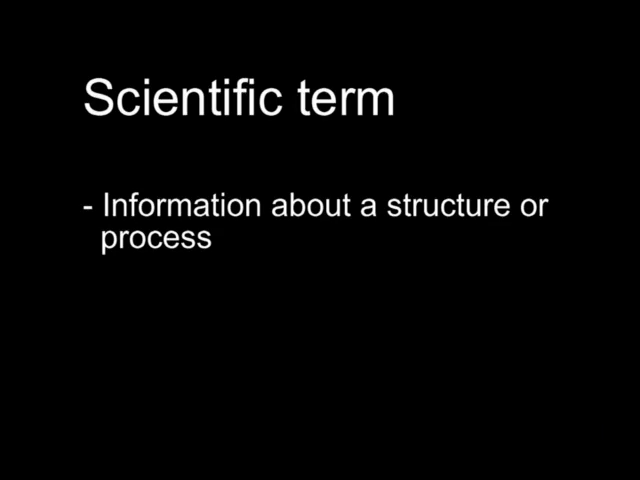 Scientific term
- Information about a structure or
process